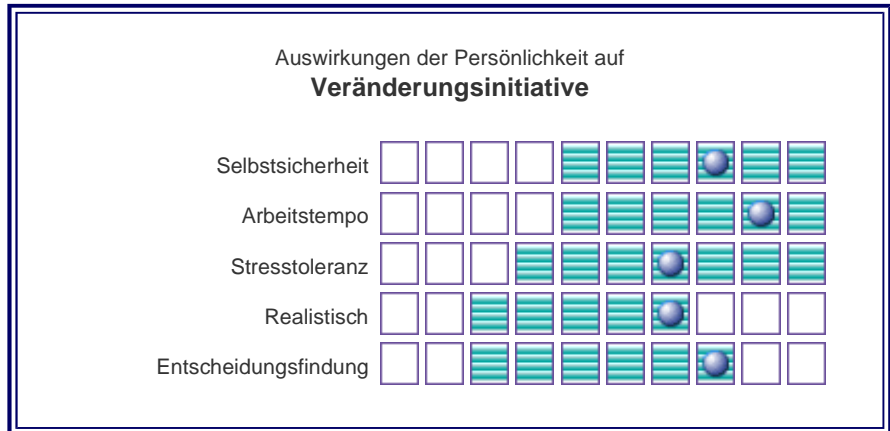 Auswirkungen der Persönlichkeit auf
Veränderungsinitiative
Selbstsicherheit
Arbeitstempo
Stresstoleranz
Realistisch
Entscheidungsfindung